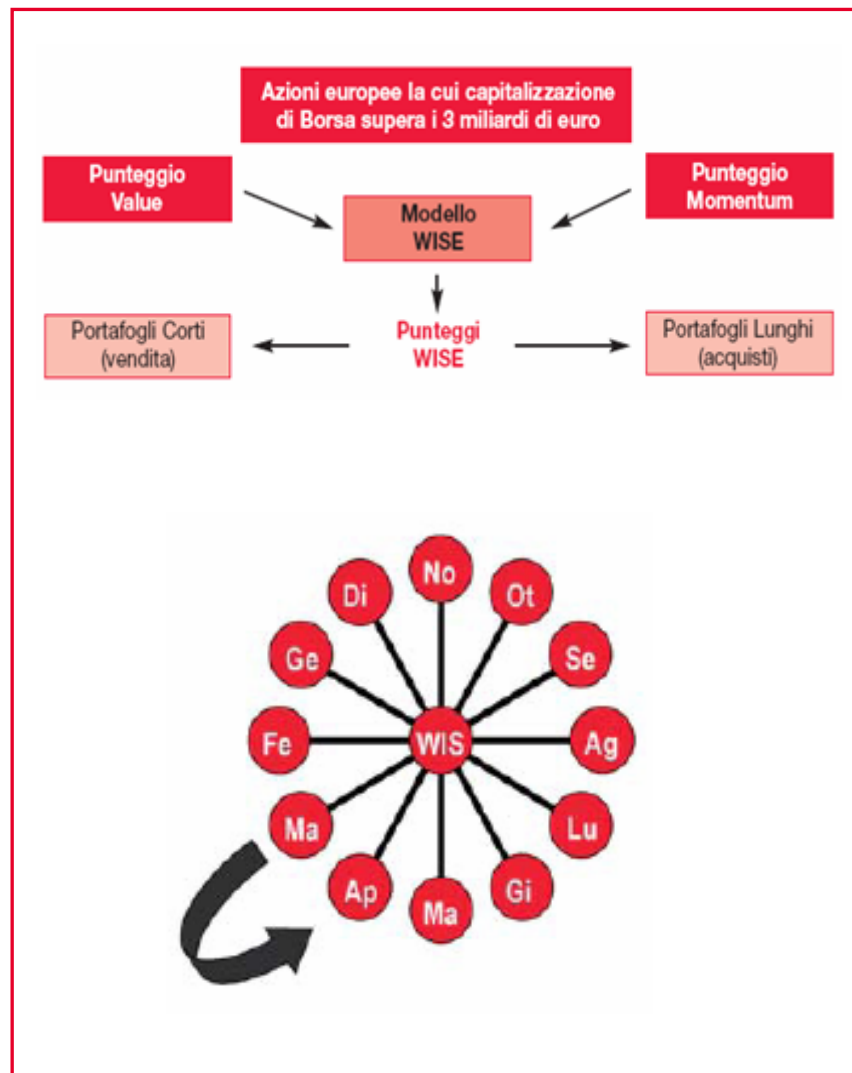 Azioni europee la cui capitalizzazione
di Borsa supera i 3 miliardi di euro
Punteggio
Value
Punteggio
Momentum
Modello
WISE
Portafogli Corti
(vendita)
Punteggi
WISE
Portafogli Lunghi
(acquisti)
No
Di
Ot
Ge
Se
Fe
WIS
Ag
Ma
Lu
Ap
Gi
Ma